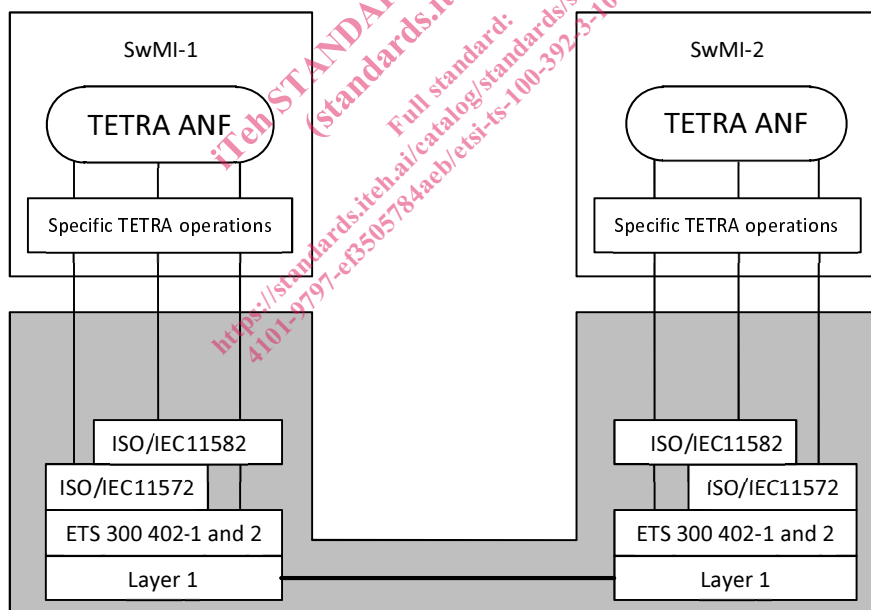 SwMI-1
SwMI-2
TETRA ANF
TETRA ANF
Specific TETRA operations
Specific TETRA operations
iTeh STANDAR
(standards.it
Full standard:
https://standards.iteh.ai/catalog/standards/s
4101-9797-ef3505784aeb/etsi-ts-100-392-3-10
ISO/IEC11582
ISO/IEC11582
ISO/IEC11572
ISO/IEC11572
ETS 300 402-1 and 2
ETS 300 402-1 and 2
Layer 1
Layer 1